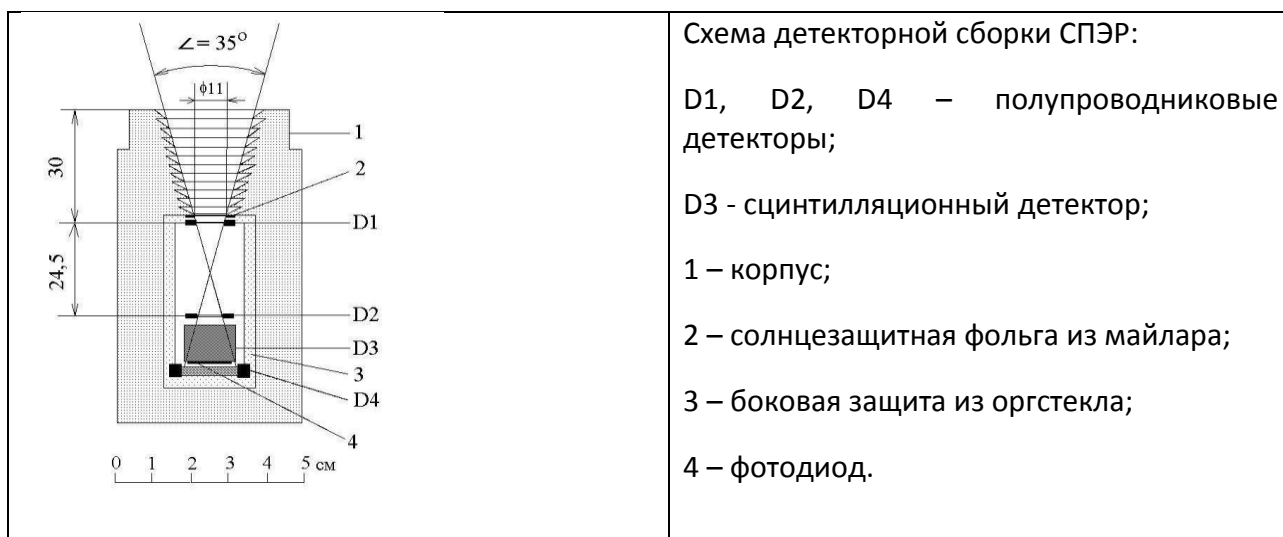 ∠= 35°
ϕ11
1
30
2
D1
24,5
D2
D3
3
D4
4
0 1 2 3 4 5 см
Схема детекторной сборки СПЭР:
D1, D2, D4 – полупроводниковые
детекторы;
D3 - сцинтилляционный детектор;
1 – корпус;
2 – солнцезащитная фольга из майлара;
3 – боковая защита из оргстекла;
4 – фотодиод.